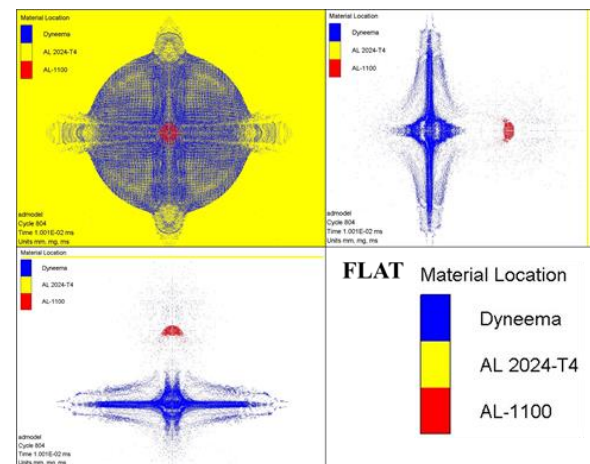 Material Location
Dyneema
AL 2024-T4
AL-1100
admodel
Cycle 804
Time 1.001E-02 ms
Units mm, mg, ms
Material Location
Dyneema
AL 2024-T4
AL-1100
admodel
Cycle 804
Time 1.001E-02 ms
Units mm, mg, ms
Material Location
Dyneema
AL 2024-T4
AL-1100
admodel
Cycle 804
Time 1.001E-02 ms
Units mm, mg, ms
FLAT Material Location
Dyneema
AL 2024-T4
AL-1100